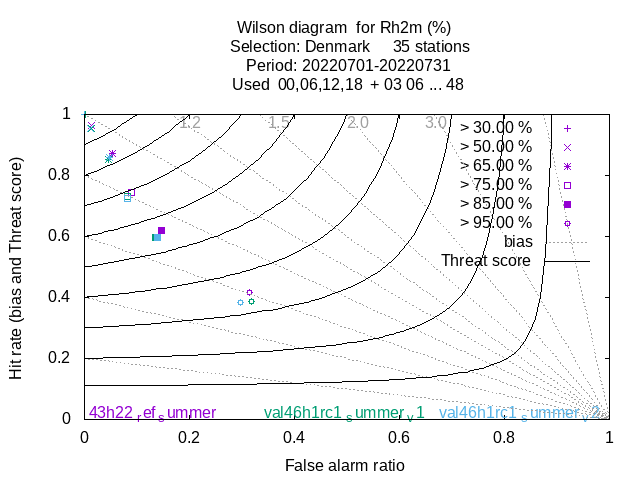 Wilson diagram for Rh2m (%)
Selection: Denmark 35 stations
Period: 20220701-20220731
Used 00,06,12,18 + 03 06 ... 48
1.2 1.5 2.0 3.0
> 30.00 %
> 50.00 %
> 65.00 %
> 75.00 %
> 85.00 %
> 95.00 %
bias
Threat score
Hit rate (bias and Threat score)
1
0.8
0.6
0.4
0.2
0
43h22refsummer val46h1rc1summerv1 val46h1rc1summerv2
0 0.2 0.4 0.6 0.8 1
False alarm ratio